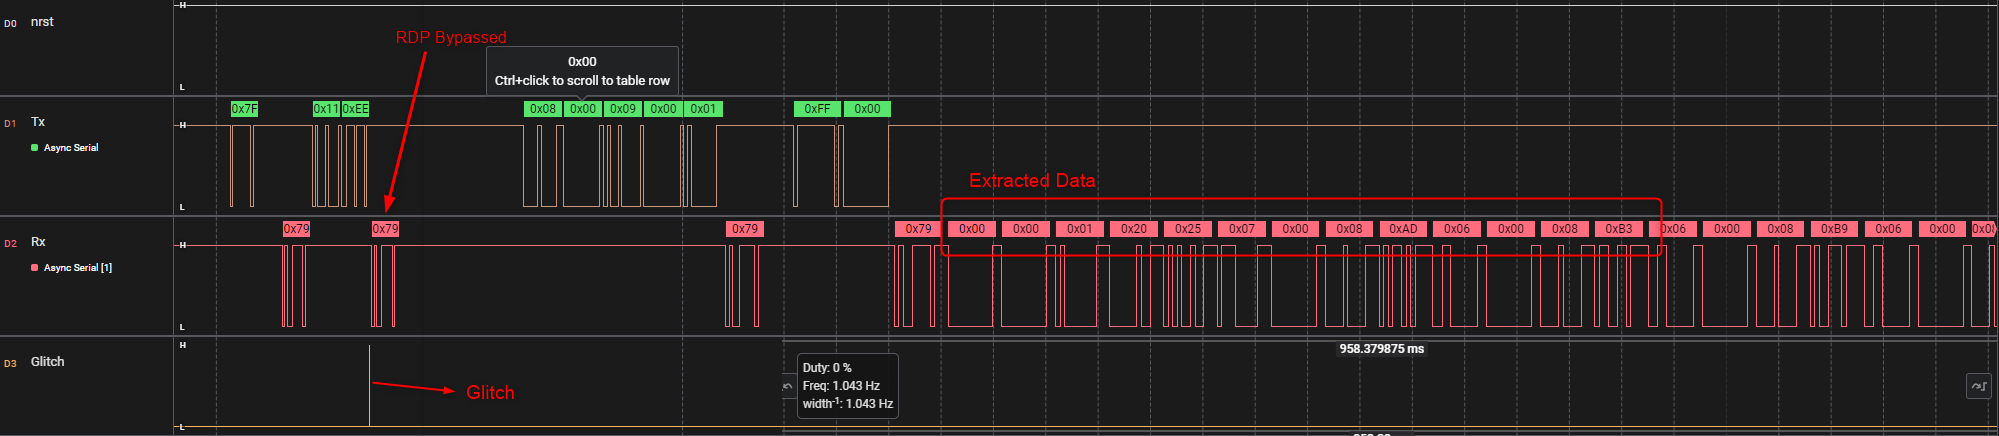 H
D0 nrst
RDP Bypassed
0x00
Ctrl+click to scroll to table row
L
0x7F 0x11 0xEE 0x08 0x00 0x09 0x00 0x01 0xFF 0x00
D1 Tx
H
Async Serial
Extracted Data
L
0x79 0x79 0x79 0x79 0x00 0x00 0x01 0x20 0x25 0x07 0x00 0x08 0xAD 0x06 0x00 0x08 0xB3 0x06 0x00 0x08 0xB9 0x06 0x00
D2 Rx
H
Async Serial [1]
L
H
958.379875 ms
D3 Glitch
Duty: 0 %
Freq: 1.043 Hz
width-1: 1.043 Hz
Glitch
L